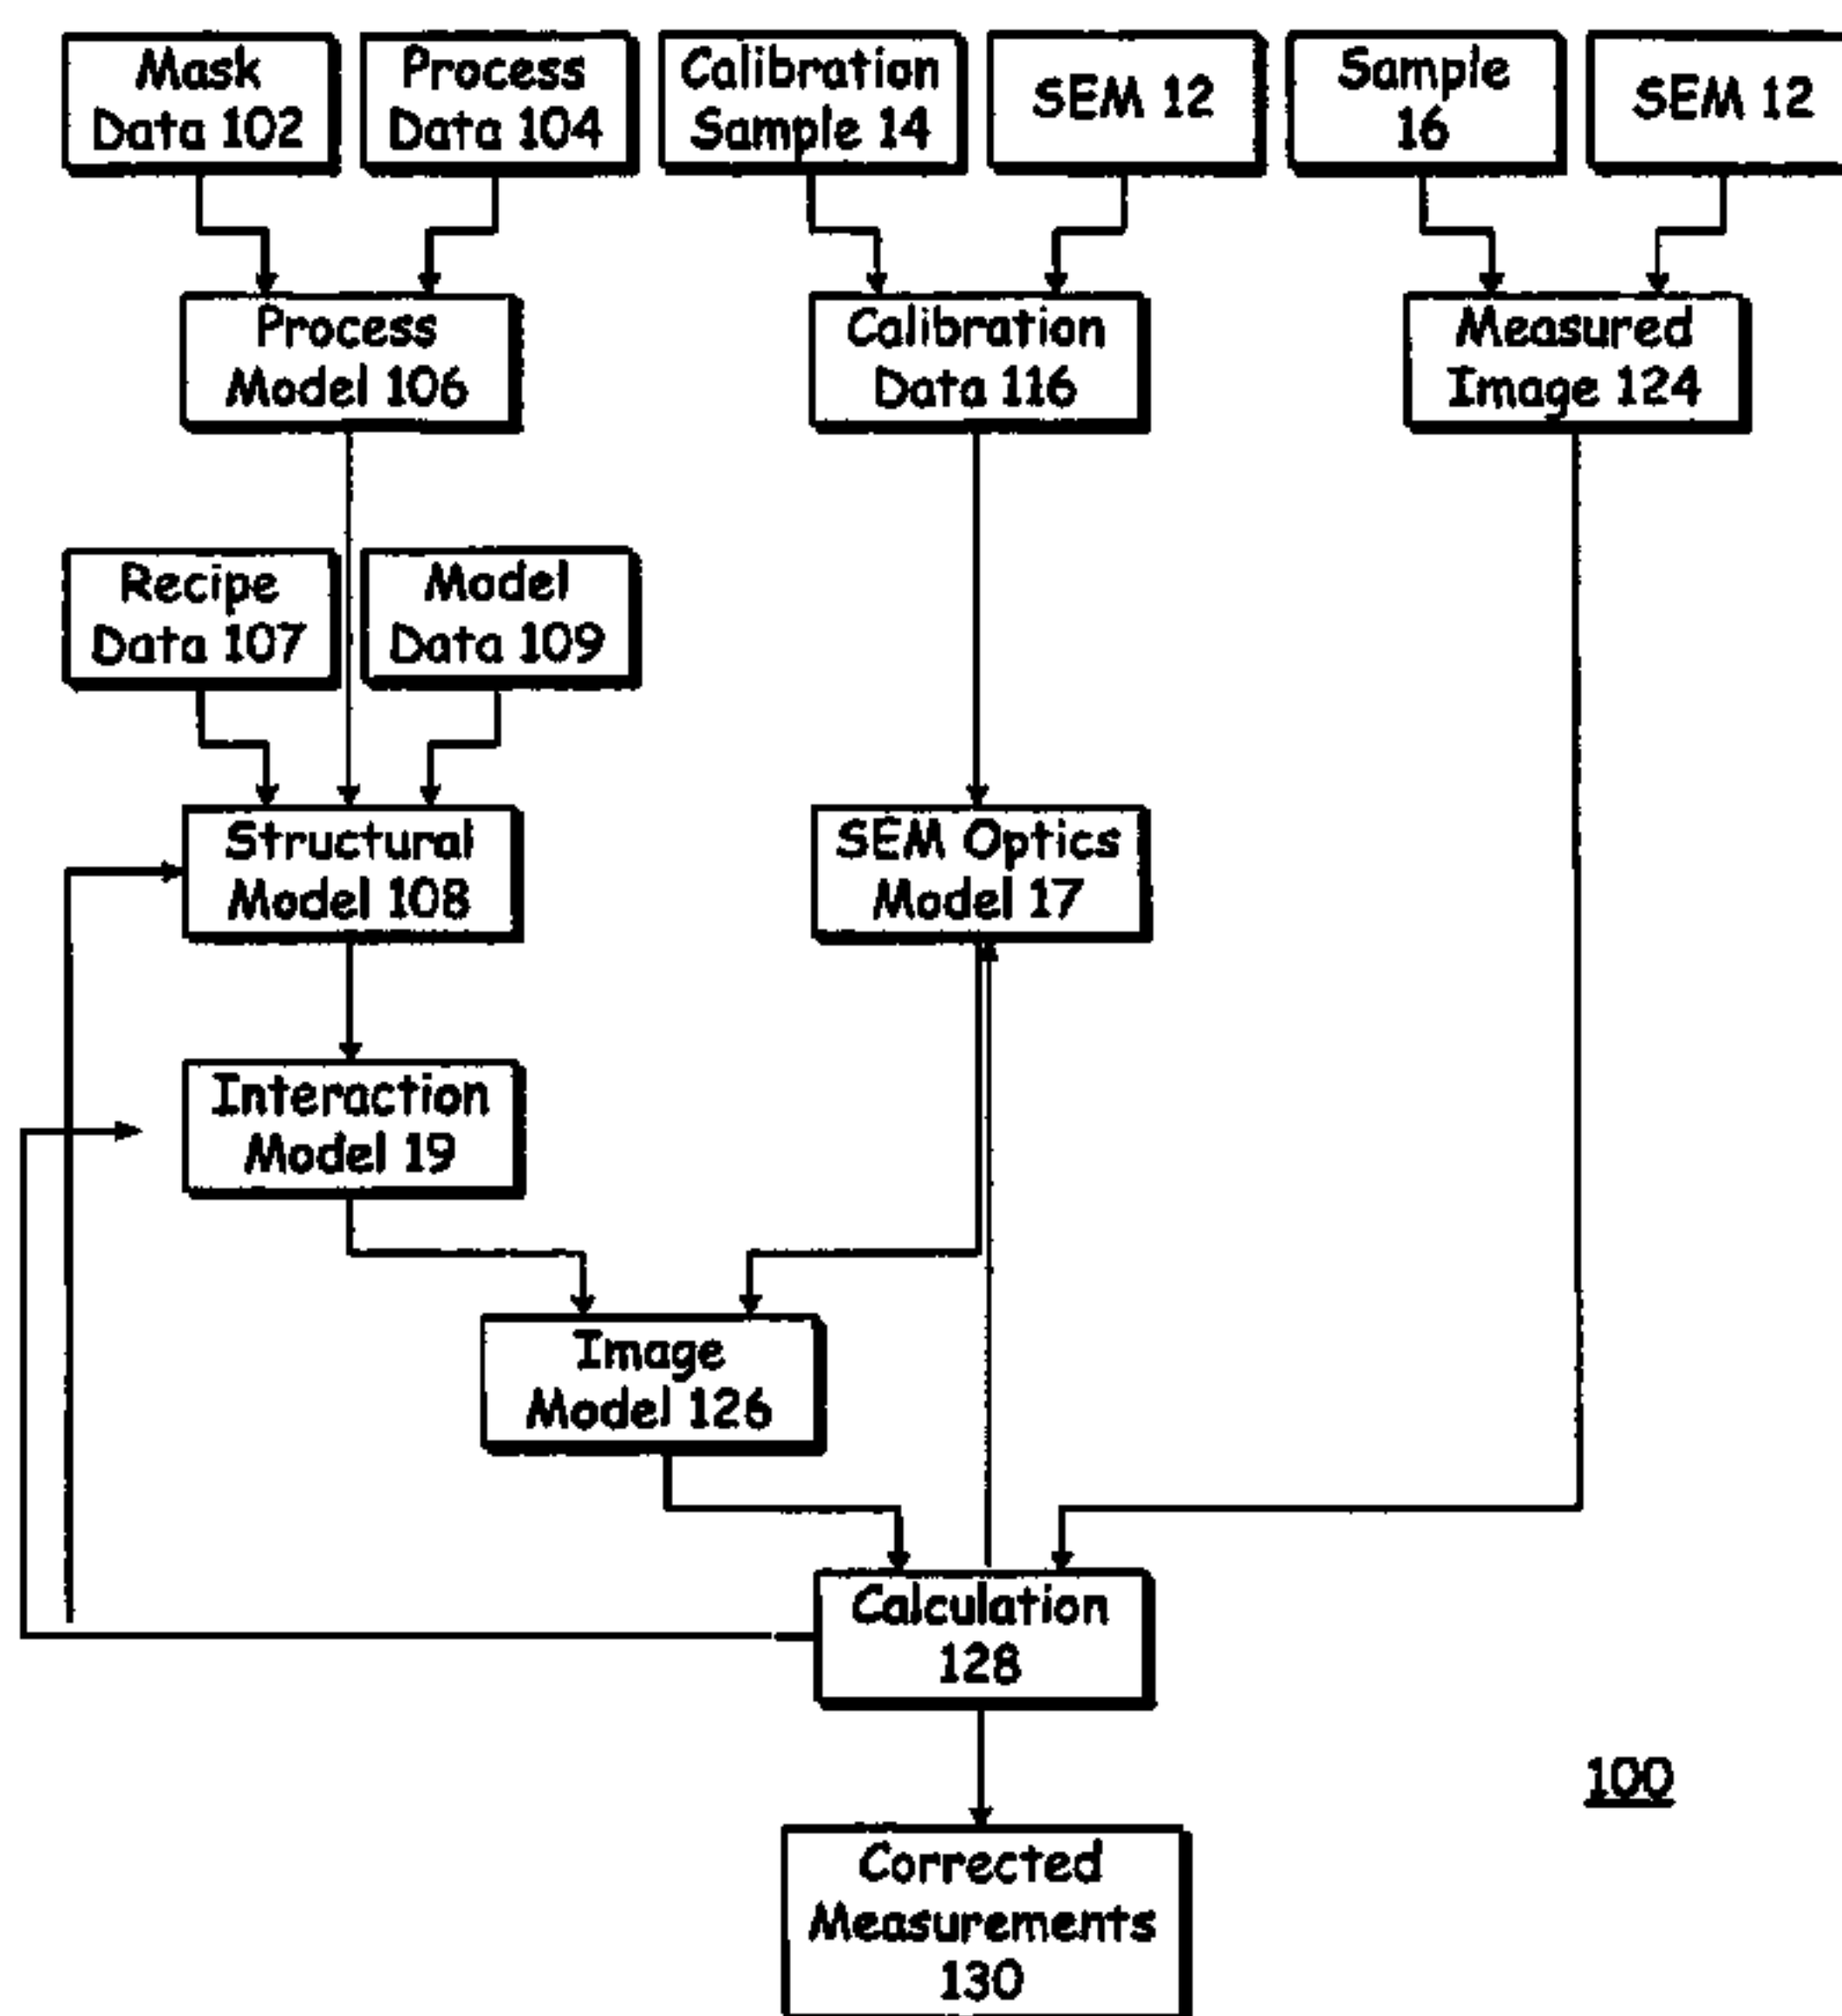 Mask
Data 102
Process
Data 104
Calibration
Sample 14
SEM 12
Sample
16
SEM 12
Process
Model 106
Calibration
Data 116
Measured
Image 124
Recipe
Data 107
Model
Data 109
Structural
Model 108
SEM Optics
Model 17
Interaction
Model 19
Image
Model 126
Calculation
128
100
Corrected
Measurements
130